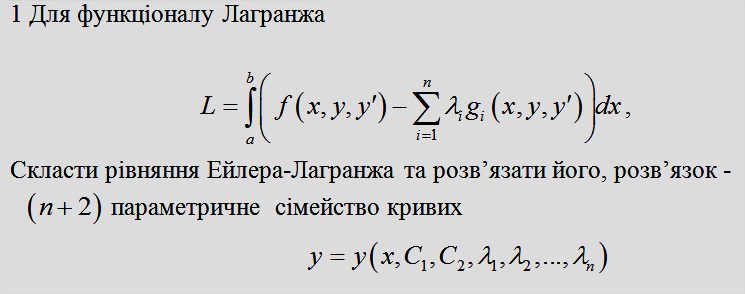 1 Для функціоналу Лагранжа
L = ∫_a^b ( f(x, y, y′) − ∑_{i=1}^n λ_i g_i(x, y, y′) ) dx,
Скласти рівняння Ейлера-Лагранжа та розв’язати його, розв’язок -
(n + 2) параметричне сімейство кривих
y = y(x, C_1, C_2, λ_1, λ_2, ..., λ_n)